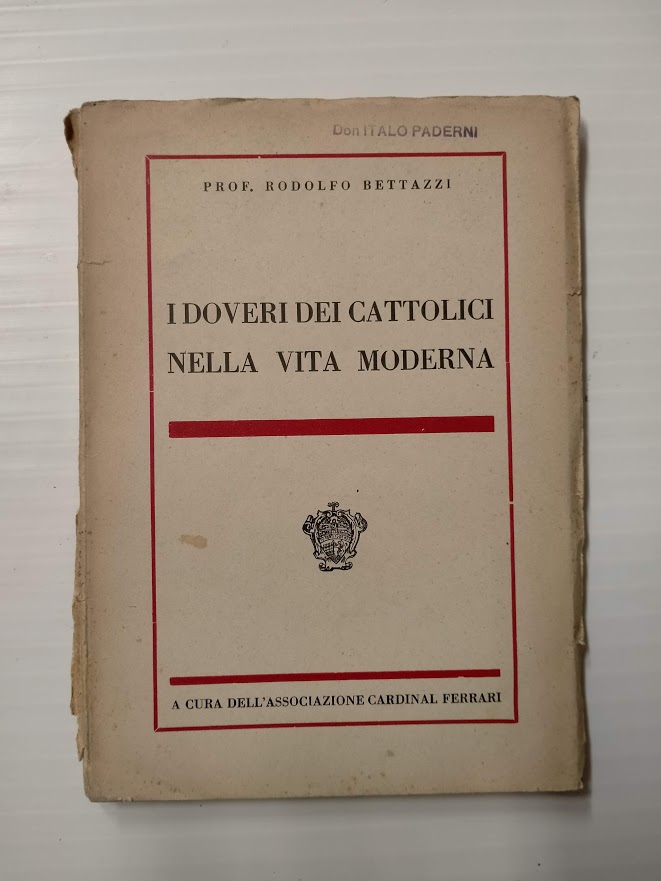 Don ITALO PADERNI
PROF. RODOLFO BETTAZZI
I DOVERI DEI CATTOLICI
NELLA VITA MODERNA
A CURA DELL'ASSOCIAZIONE CARDINAL FERRARI